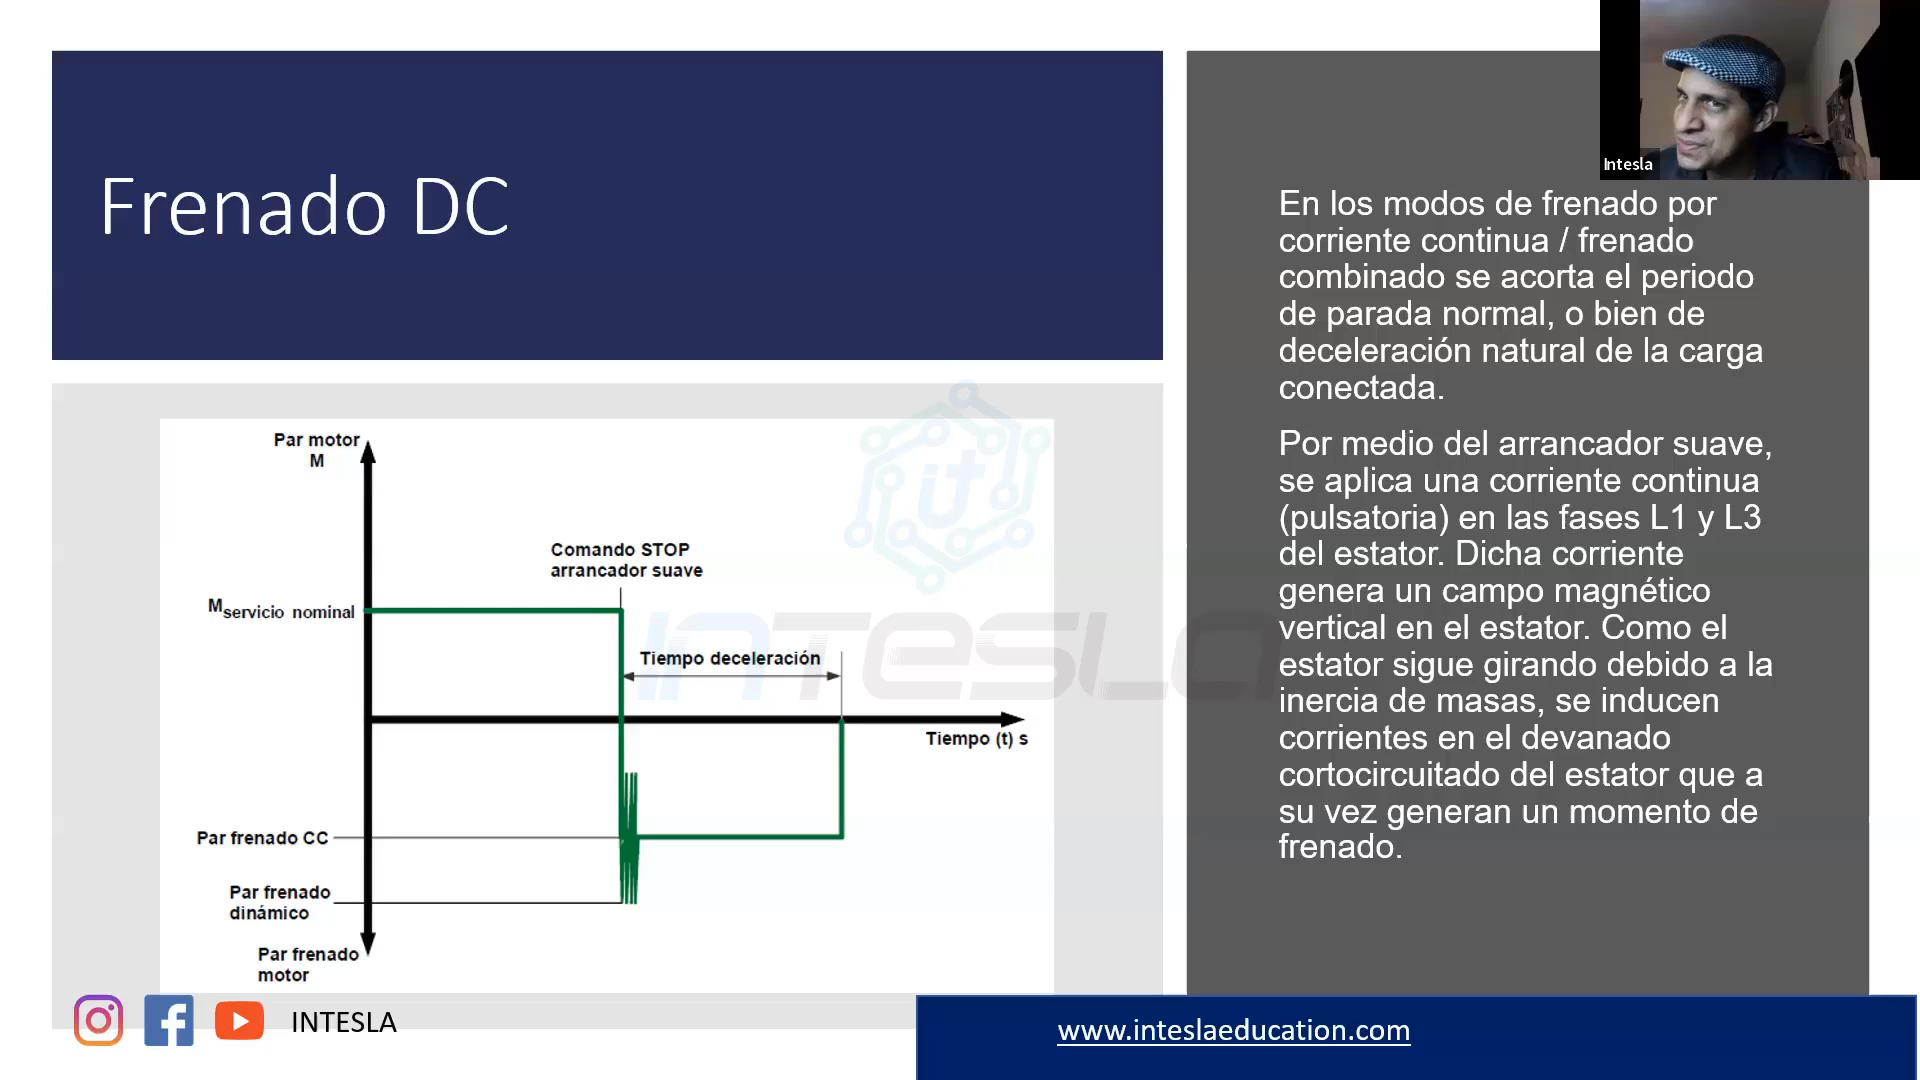 Frenado DC
Intesla
En los modos de frenado por
corriente continua / frenado
combinado se acorta el periodo
de parada normal, o bien de
deceleración natural de la carga
conectada.
Por medio del arrancador suave,
se aplica una corriente continua
(pulsatoria) en las fases L1 y L3
del estator. Dicha corriente
genera un campo magnético
vertical en el estator. Como el
estator sigue girando debido a la
inercia de masas, se inducen
corrientes en el devanado
cortocircuitado del estator que a
su vez generan un momento de
frenado.
Par motor
M
Comando STOP
arrancador suave
Mservicio nominal
Tiempo deceleración
Tiempo (t) s
Par frenado CC
Par frenado
dinámico
Par frenado
motor
it
INTESLA
INTESLA
www.inteslaeducation.com